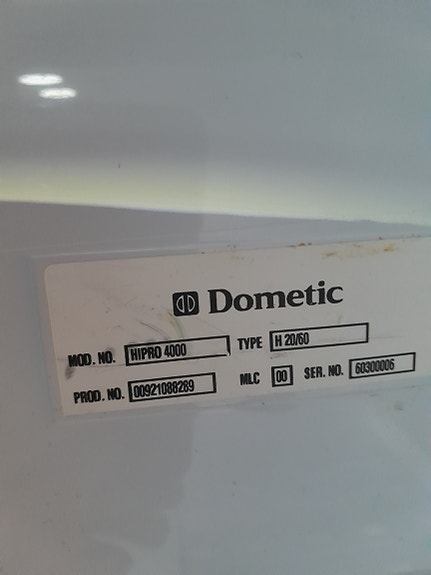 Dometic
MOD. NO. HIPRO 4000 TYPE H 20/60
PROD. NO. 00921088289 MLC 00 SER. NO. 60300006